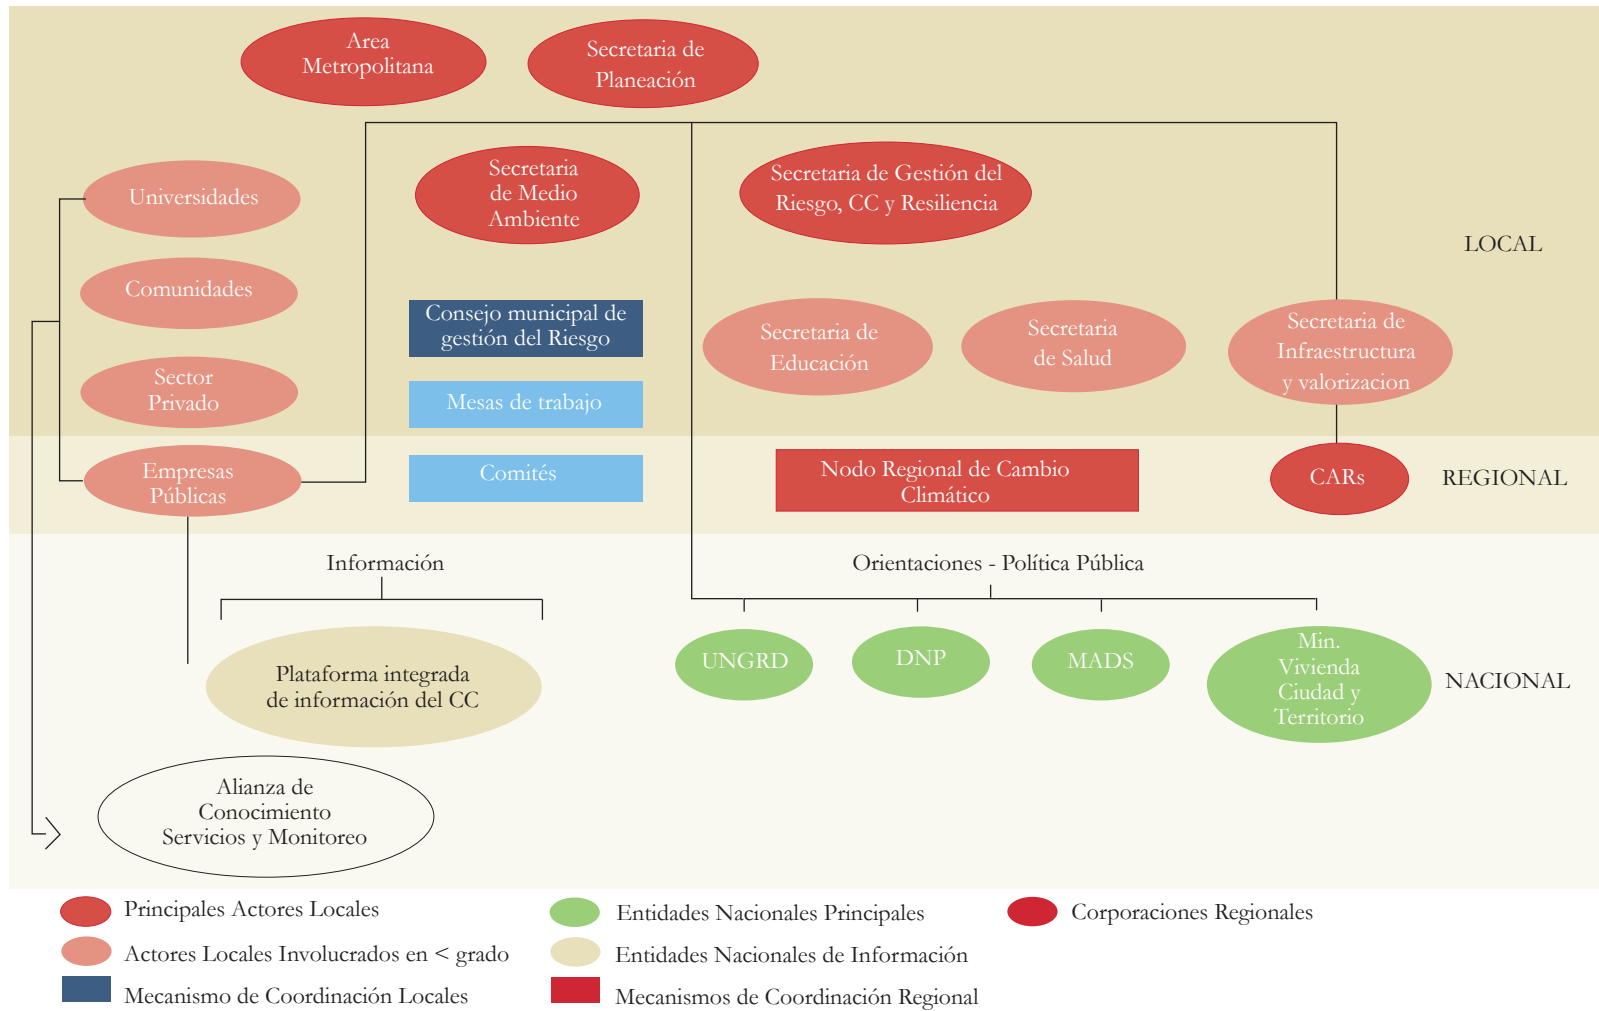 Area
Metropolitana
Secretaria de
Planeación
Universidades
Secretaria
de Medio
Ambiente
Secretaria de Gestión del
Riesgo, CC y Resiliencia
LOCAL
Comunidades
Consejo municipal de
gestión del Riesgo
Secretaria de
Educación
Secretaria
de Salud
Secretaria de
Infraestructura
y valorizacion
Sector
Privado
Mesas de trabajo
Empresas
Públicas
Comités
Nodo Regional de Cambio
Climático
CARs
REGIONAL
Información
Orientaciones - Política Pública
Plataforma integrada
de información del CC
UNGRD
DNP
MADS
Min.
Vivienda
Ciudad y
Territorio
NACIONAL
Alianza de
Conocimiento
Servicios y Monitoreo
Principales Actores Locales
Entidades Nacionales Principales
Corporaciones Regionales
Actores Locales Involucrados en < grado
Entidades Nacionales de Información
Mecanismo de Coordinación Locales
Mecanismos de Coordinación Regional